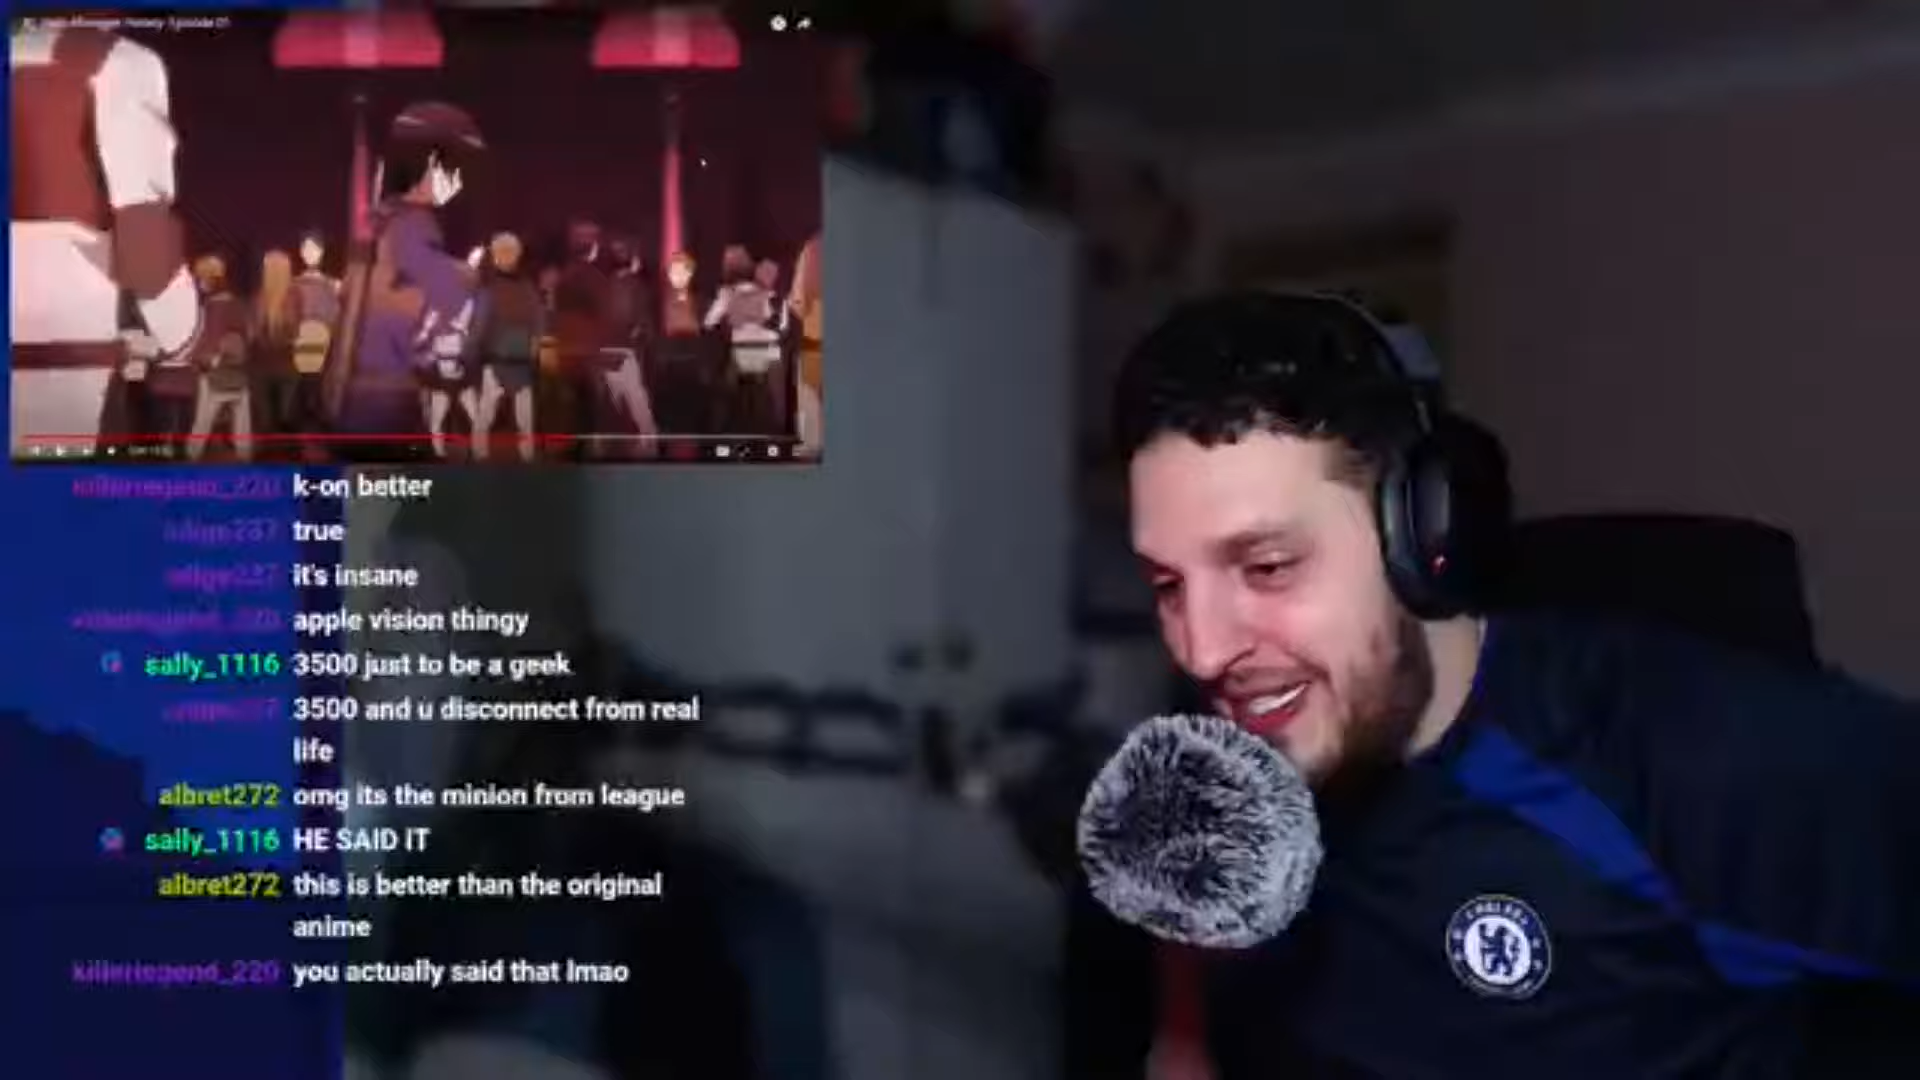 k-on better
true
it's insane
apple vision thingy
sally_1116 3500 just to be a geek
3500 and u disconnect from real
life
albret272 omg its the minion from league
sally_1116 HE SAID IT
albret272 this is better than the original
anime
killerlegend_220 you actually said that lmao
CHELSEA